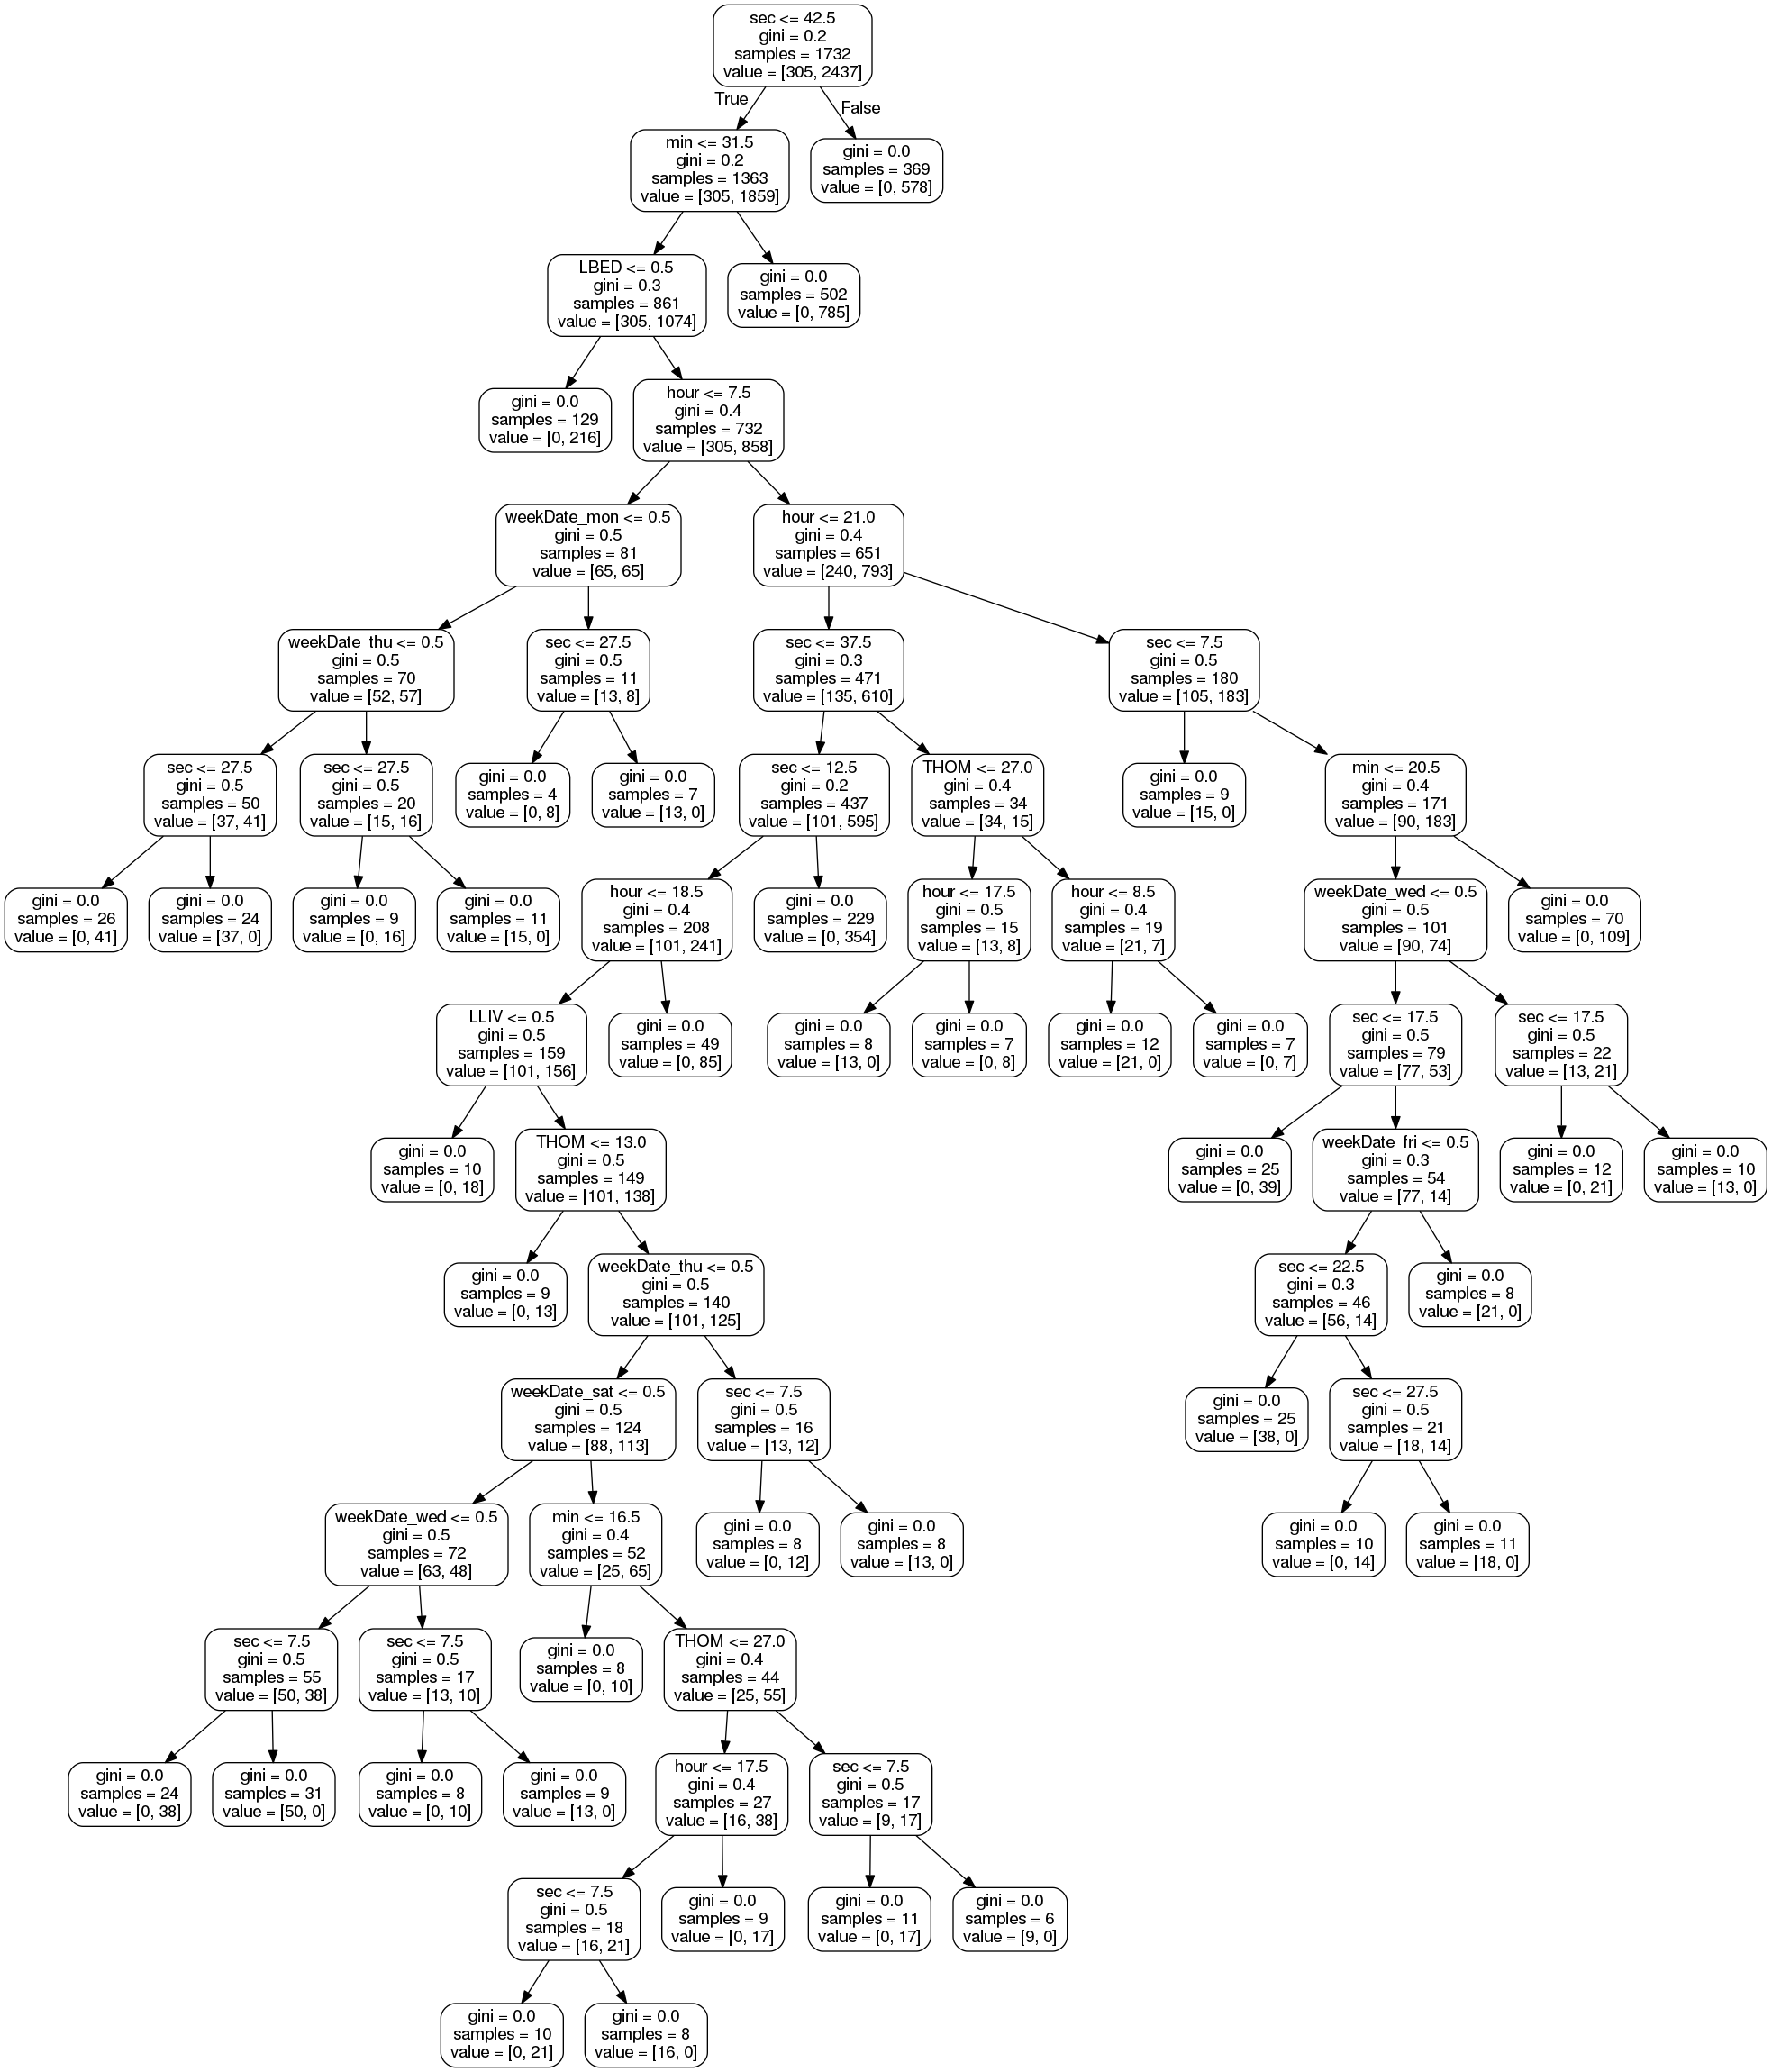 sec <= 42.5
gini = 0.2
samples = 1732
value = [305, 2437]
True
False
min <= 31.5
gini = 0.2
samples = 1363
value = [305, 1859]
gini = 0.0
samples = 369
value = [0, 578]
LBED <= 0.5
gini = 0.3
samples = 861
value = [305, 1074]
gini = 0.0
samples = 502
value = [0, 785]
gini = 0.0
samples = 129
value = [0, 216]
hour <= 7.5
gini = 0.4
samples = 732
value = [305, 858]
weekDate_mon <= 0.5
gini = 0.5
samples = 81
value = [65, 65]
hour <= 21.0
gini = 0.4
samples = 651
value = [240, 793]
weekDate_thu <= 0.5
gini = 0.5
samples = 70
value = [52, 57]
sec <= 27.5
gini = 0.5
samples = 11
value = [13, 8]
sec <= 37.5
gini = 0.3
samples = 471
value = [135, 610]
sec <= 7.5
gini = 0.5
samples = 180
value = [105, 183]
sec <= 27.5
gini = 0.5
samples = 50
value = [37, 41]
sec <= 27.5
gini = 0.5
samples = 20
value = [15, 16]
gini = 0.0
samples = 4
value = [0, 8]
gini = 0.0
samples = 7
value = [13, 0]
sec <= 12.5
gini = 0.2
samples = 437
value = [101, 595]
THOM <= 27.0
gini = 0.4
samples = 34
value = [34, 15]
gini = 0.0
samples = 9
value = [15, 0]
min <= 20.5
gini = 0.4
samples = 171
value = [90, 183]
gini = 0.0
samples = 26
value = [0, 41]
gini = 0.0
samples = 24
value = [37, 0]
gini = 0.0
samples = 9
value = [0, 16]
gini = 0.0
samples = 11
value = [15, 0]
hour <= 18.5
gini = 0.4
samples = 208
value = [101, 241]
gini = 0.0
samples = 229
value = [0, 354]
hour <= 17.5
gini = 0.5
samples = 15
value = [13, 8]
hour <= 8.5
gini = 0.4
samples = 19
value = [21, 7]
weekDate_wed <= 0.5
gini = 0.5
samples = 101
value = [90, 74]
gini = 0.0
samples = 70
value = [0, 109]
LLIV <= 0.5
gini = 0.5
samples = 159
value = [101, 156]
gini = 0.0
samples = 49
value = [0, 85]
gini = 0.0
samples = 8
value = [13, 0]
gini = 0.0
samples = 7
value = [0, 8]
gini = 0.0
samples = 12
value = [21, 0]
gini = 0.0
samples = 7
value = [0, 7]
sec <= 17.5
gini = 0.5
samples = 79
value = [77, 53]
sec <= 17.5
gini = 0.5
samples = 22
value = [13, 21]
gini = 0.0
samples = 10
value = [0, 18]
THOM <= 13.0
gini = 0.5
samples = 149
value = [101, 138]
gini = 0.0
samples = 25
value = [0, 39]
weekDate_fri <= 0.5
gini = 0.3
samples = 54
value = [77, 14]
gini = 0.0
samples = 12
value = [0, 21]
gini = 0.0
samples = 10
value = [13, 0]
gini = 0.0
samples = 9
value = [0, 13]
weekDate_thu <= 0.5
gini = 0.5
samples = 140
value = [101, 125]
sec <= 22.5
gini = 0.3
samples = 46
value = [56, 14]
gini = 0.0
samples = 8
value = [21, 0]
weekDate_sat <= 0.5
gini = 0.5
samples = 124
value = [88, 113]
sec <= 7.5
gini = 0.5
samples = 16
value = [13, 12]
gini = 0.0
samples = 25
value = [38, 0]
sec <= 27.5
gini = 0.5
samples = 21
value = [18, 14]
weekDate_wed <= 0.5
gini = 0.5
samples = 72
value = [63, 48]
min <= 16.5
gini = 0.4
samples = 52
value = [25, 65]
gini = 0.0
samples = 8
value = [0, 12]
gini = 0.0
samples = 8
value = [13, 0]
gini = 0.0
samples = 10
value = [0, 14]
gini = 0.0
samples = 11
value = [18, 0]
sec <= 7.5
gini = 0.5
samples = 55
value = [50, 38]
sec <= 7.5
gini = 0.5
samples = 17
value = [13, 10]
gini = 0.0
samples = 8
value = [0, 10]
THOM <= 27.0
gini = 0.4
samples = 44
value = [25, 55]
gini = 0.0
samples = 24
value = [0, 38]
gini = 0.0
samples = 31
value = [50, 0]
gini = 0.0
samples = 8
value = [0, 10]
gini = 0.0
samples = 9
value = [13, 0]
hour <= 17.5
gini = 0.4
samples = 27
value = [16, 38]
sec <= 7.5
gini = 0.5
samples = 17
value = [9, 17]
sec <= 7.5
gini = 0.5
samples = 18
value = [16, 21]
gini = 0.0
samples = 9
value = [0, 17]
gini = 0.0
samples = 11
value = [0, 17]
gini = 0.0
samples = 6
value = [9, 0]
gini = 0.0
samples = 10
value = [0, 21]
gini = 0.0
samples = 8
value = [16, 0]